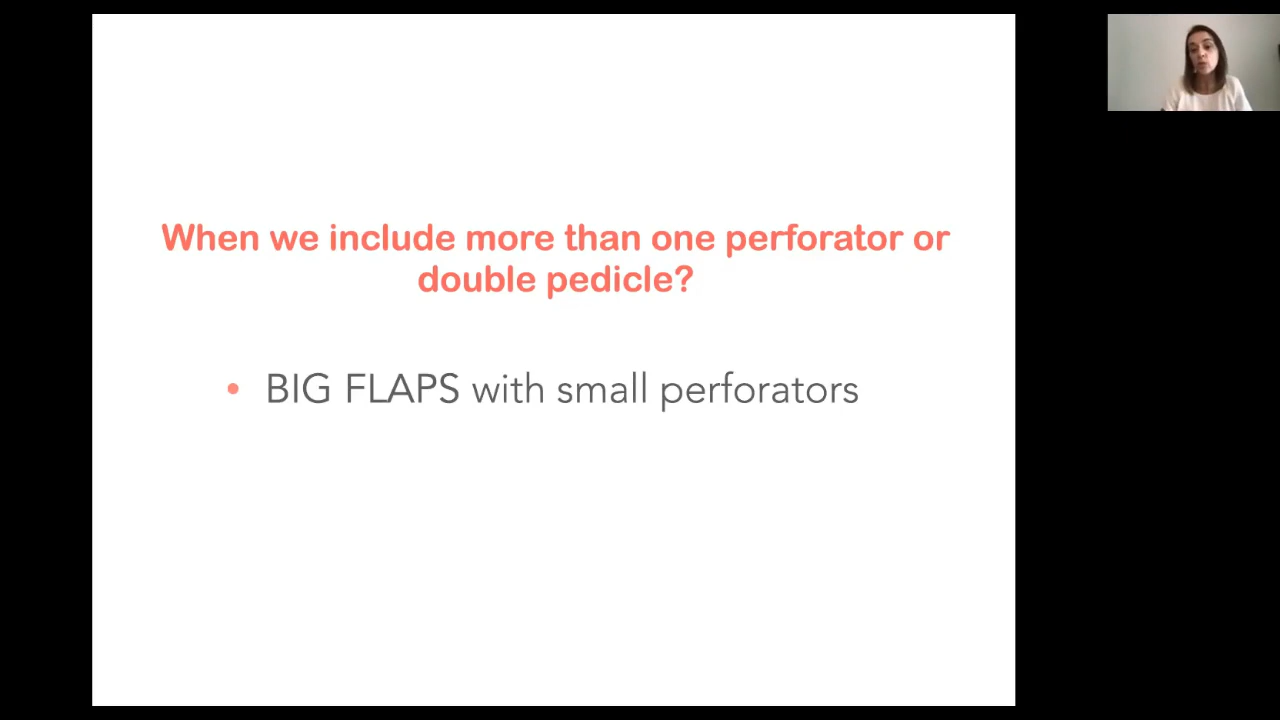 When we include more than one perforator or
double pedicle?
• BIG FLAPS with small perforators